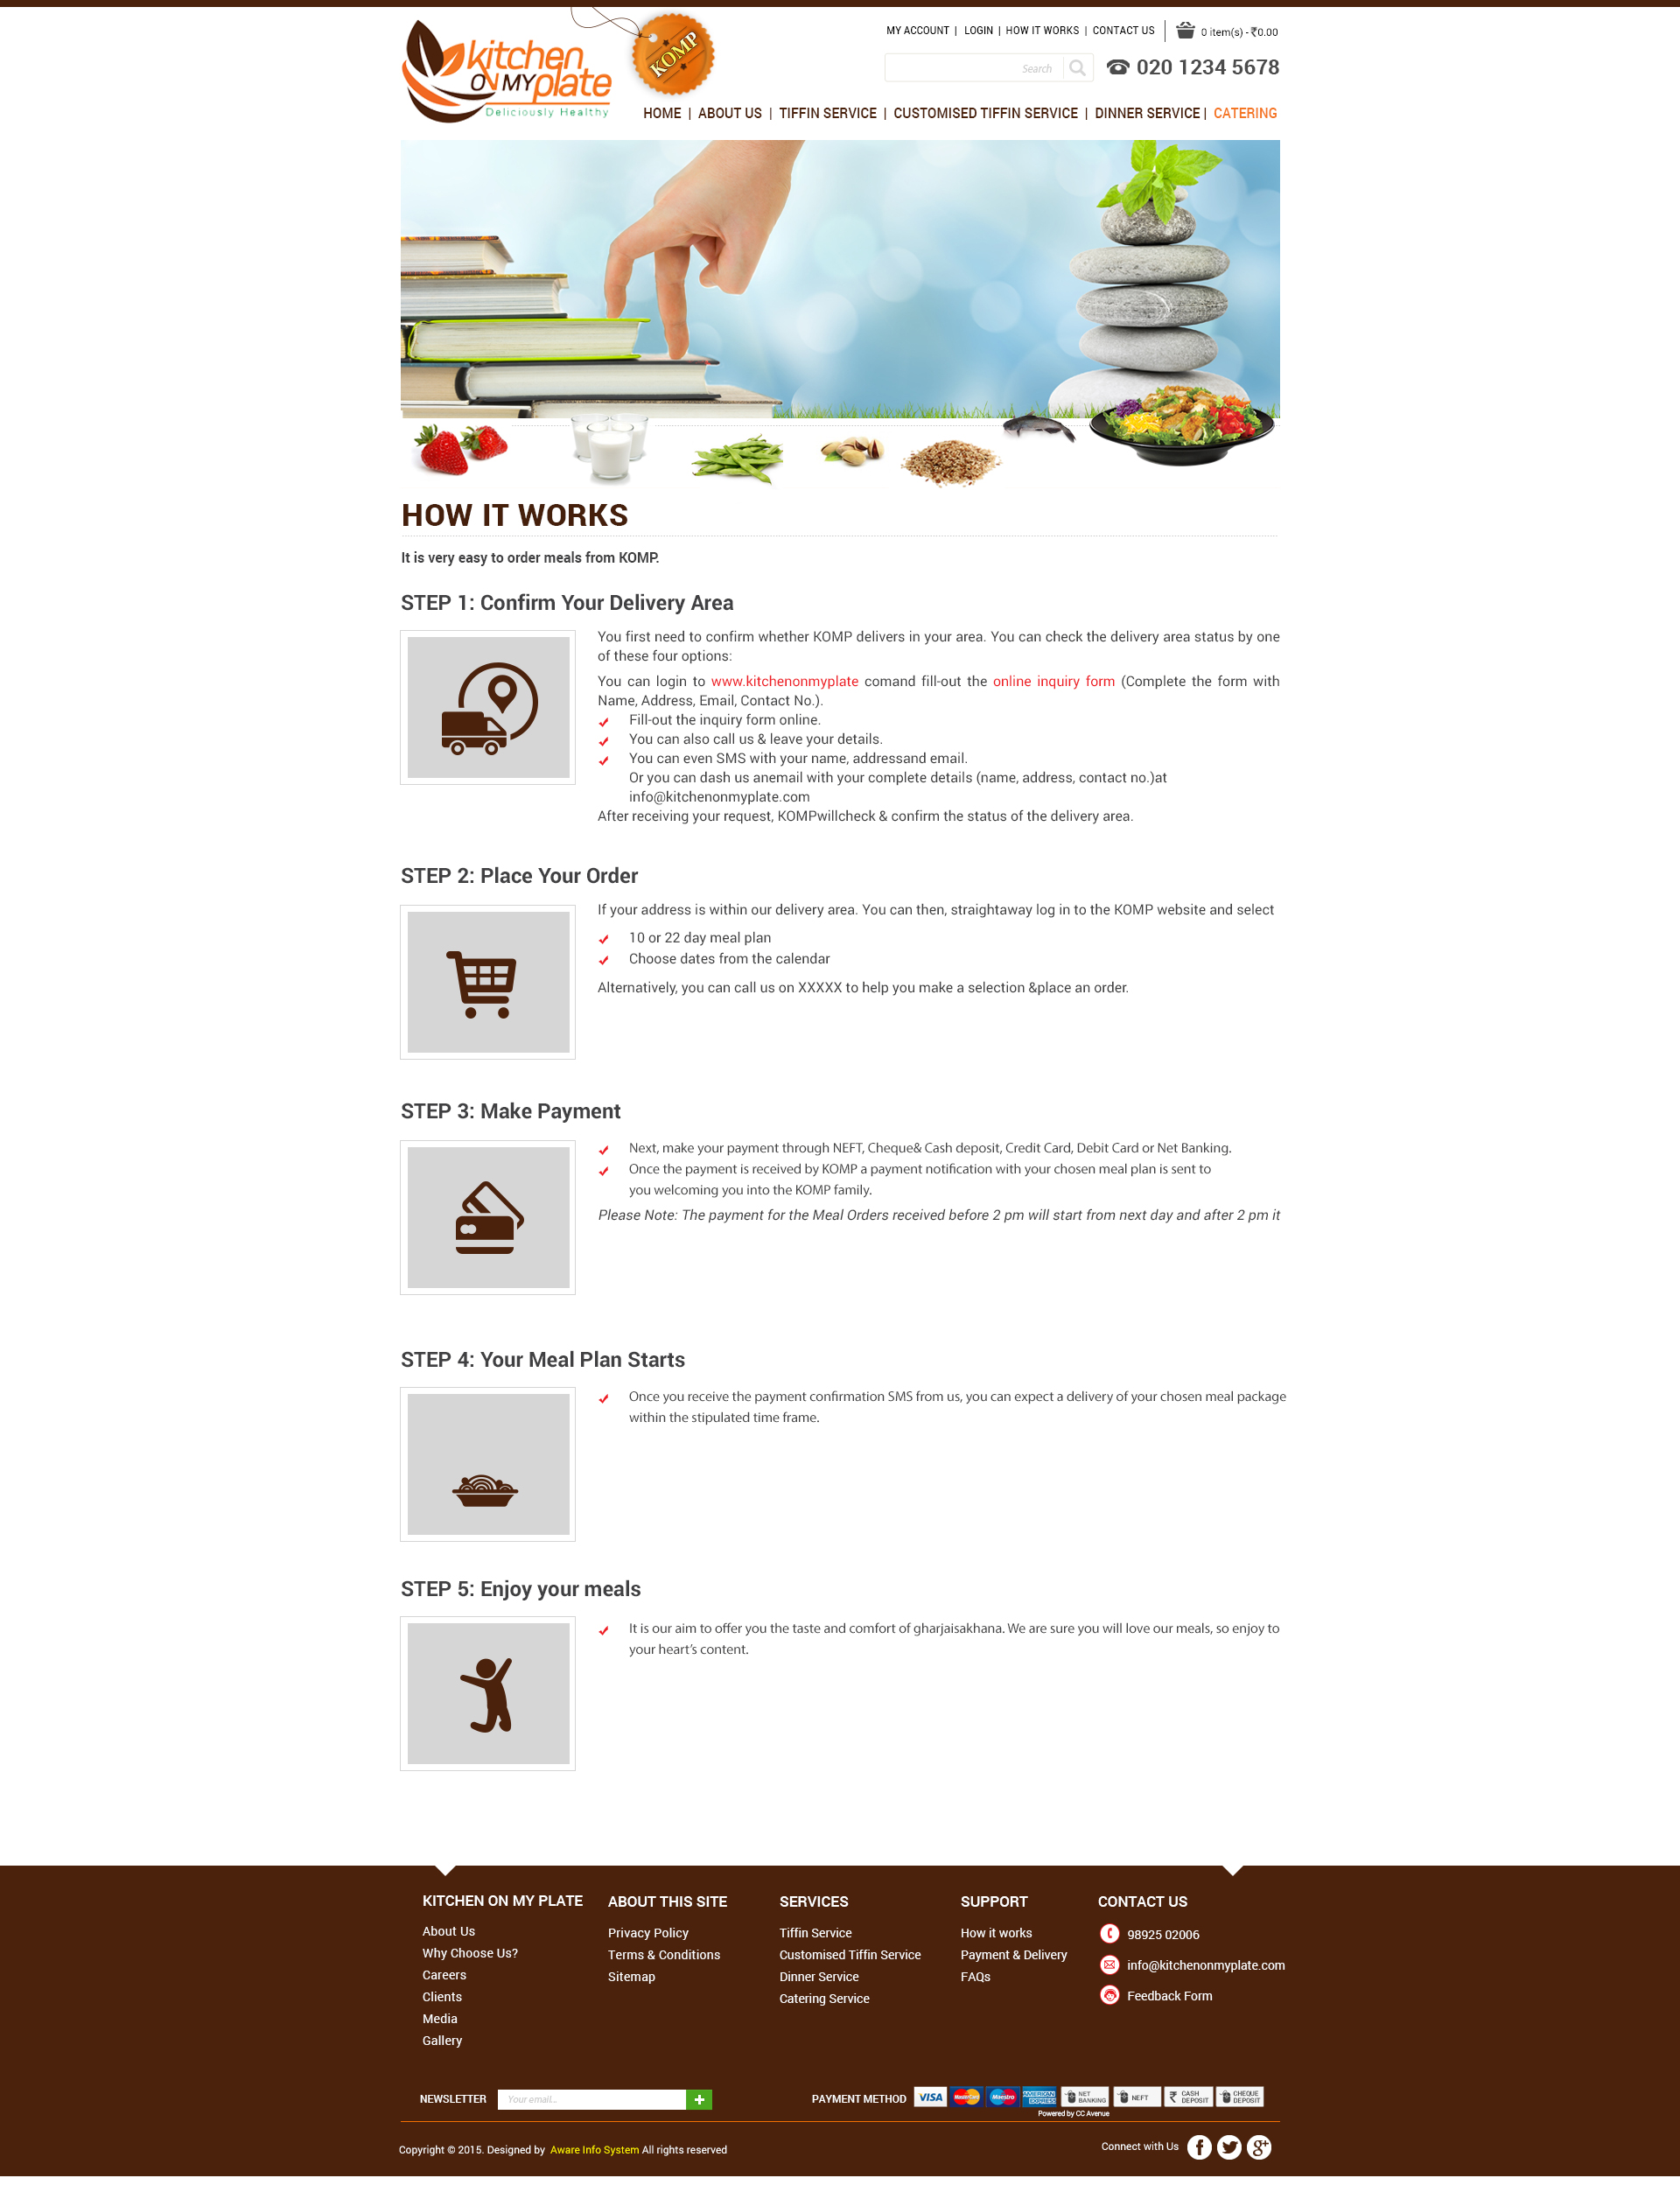 kitchen
ON MY plate
Deliciously Healthy
KOMP
MY ACCOUNT | LOGIN | HOW IT WORKS | CONTACT US
0 item(s) - ₹0.00
Search
020 1234 5678
HOME | ABOUT US | TIFFIN SERVICE | CUSTOMISED TIFFIN SERVICE | DINNER SERVICE | CATERING
HOW IT WORKS
It is very easy to order meals from KOMP.
STEP 1: Confirm Your Delivery Area
You first need to confirm whether KOMP delivers in your area. You can check the delivery area status by one
of these four options:
You can login to www.kitchenonmyplate comand fill-out the online inquiry form (Complete the form with
Name, Address, Email, Contact No.).
Fill-out the inquiry form online.
You can also call us & leave your details.
You can even SMS with your name, addressand email.
Or you can dash us anemail with your complete details (name, address, contact no.)at
info@kitchenonmyplate.com
After receiving your request, KOMPwillcheck & confirm the status of the delivery area.
STEP 2: Place Your Order
If your address is within our delivery area. You can then, straightaway log in to the KOMP website and select
10 or 22 day meal plan
Choose dates from the calendar
Alternatively, you can call us on XXXXX to help you make a selection &place an order.
STEP 3: Make Payment
Next, make your payment through NEFT, Cheque& Cash deposit, Credit Card, Debit Card or Net Banking.
Once the payment is received by KOMP a payment notification with your chosen meal plan is sent to
you welcoming you into the KOMP family.
Please Note: The payment for the Meal Orders received before 2 pm will start from next day and after 2 pm it
STEP 4: Your Meal Plan Starts
Once you receive the payment confirmation SMS from us, you can expect a delivery of your chosen meal package
within the stipulated time frame.
STEP 5: Enjoy your meals
It is our aim to offer you the taste and comfort of gharjaisakhana. We are sure you will love our meals, so enjoy to
your heart's content.
KITCHEN ON MY PLATE
About Us
Why Choose Us?
Careers
Clients
Media
Gallery
ABOUT THIS SITE
Privacy Policy
Terms & Conditions
Sitemap
SERVICES
Tiffin Service
Customised Tiffin Service
Dinner Service
Catering Service
SUPPORT
How it works
Payment & Delivery
FAQs
CONTACT US
98925 02006
info@kitchenonmyplate.com
Feedback Form
NEWSLETTER
Your email...
PAYMENT METHOD
VISA
MasterCard
Maestro
AMERICAN EXPRESS
NET BANKING
NEFT
₹ CASH DEPOSIT
CHEQUE DEPOSIT
Powered by CC Avenue
Copyright © 2015. Designed by Aware Info System All rights reserved
Connect with Us